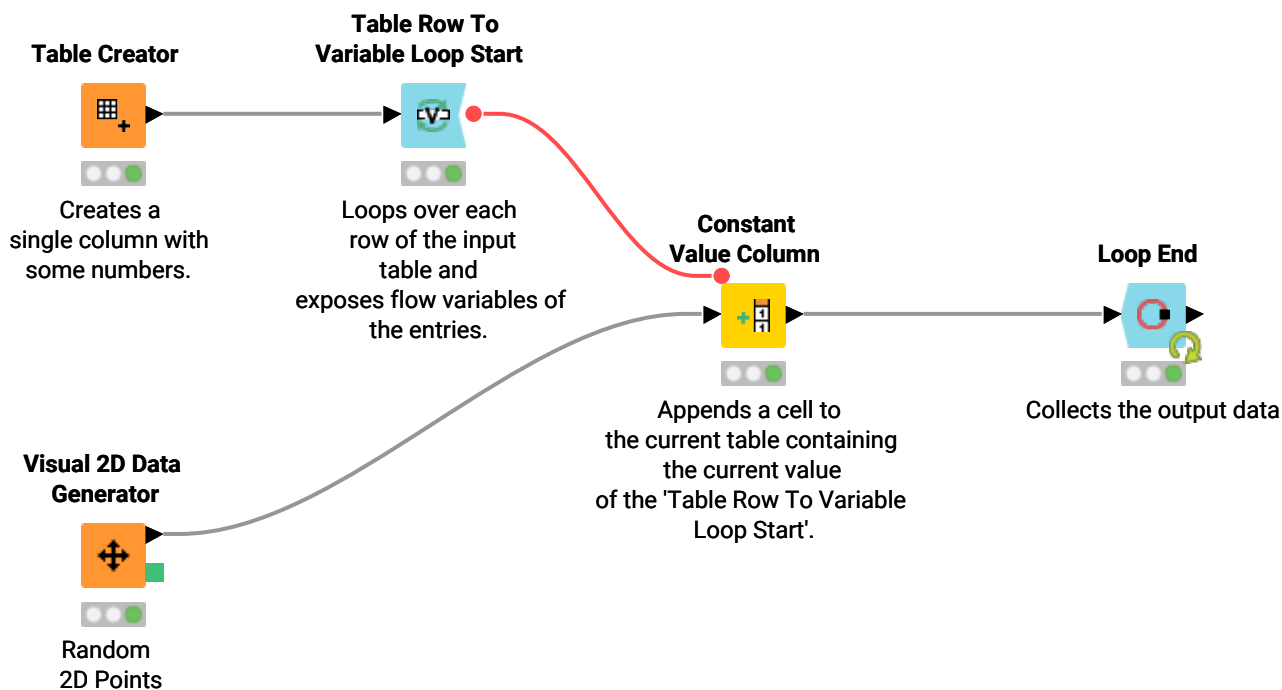 Table Creator
Creates a
single column with
some numbers.
Table Row To
Variable Loop Start
V
Loops over each
row of the input
table and
exposes flow variables of
the entries.
Constant
Value Column
1
1
Appends a cell to
the current table containing
the current value
of the 'Table Row To Variable
Loop Start'.
Loop End
Collects the output data
Visual 2D Data
Generator
Random
2D Points